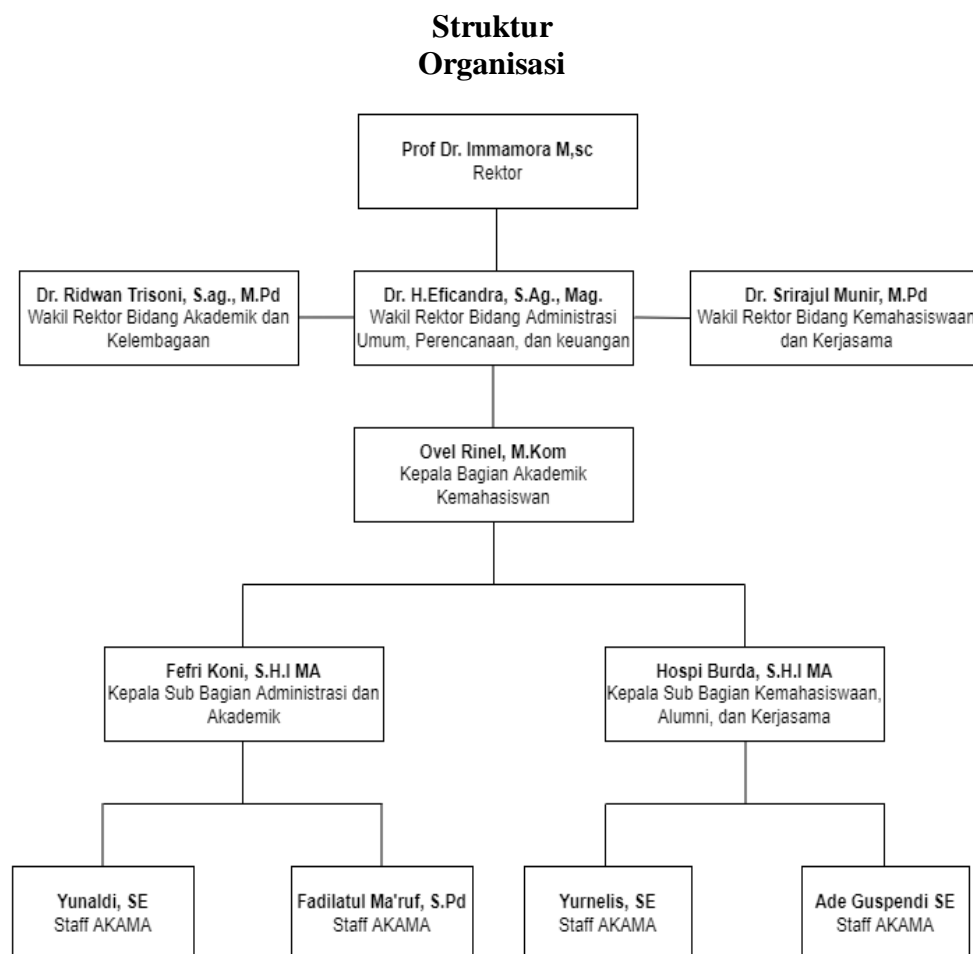 Struktur
Organisasi
Prof Dr. Immamora M,sc
Rektor
Dr. Ridwan Trisoni, S.ag., M.Pd
Wakil Rektor Bidang Akademik dan
Kelembagaan
Dr. H.Eficandra, S.Ag., Mag.
Wakil Rektor Bidang Administrasi
Umum, Perencanaan, dan keuangan
Dr. Srirajul Munir, M.Pd
Wakil Rektor Bidang Kemahasiswaan
dan Kerjasama
Ovel Rinel, M.Kom
Kepala Bagian Akademik
Kemahasiswan
Fefri Koni, S.H.I MA
Kepala Sub Bagian Administrasi dan
Akademik
Hospi Burda, S.H.I MA
Kepala Sub Bagian Kemahasiswaan,
Alumni, dan Kerjasama
Yunaldi, SE
Staff AKAMA
Fadilatul Ma'ruf, S.Pd
Staff AKAMA
Yurnelis, SE
Staff AKAMA
Ade Guspendi SE
Staff AKAMA